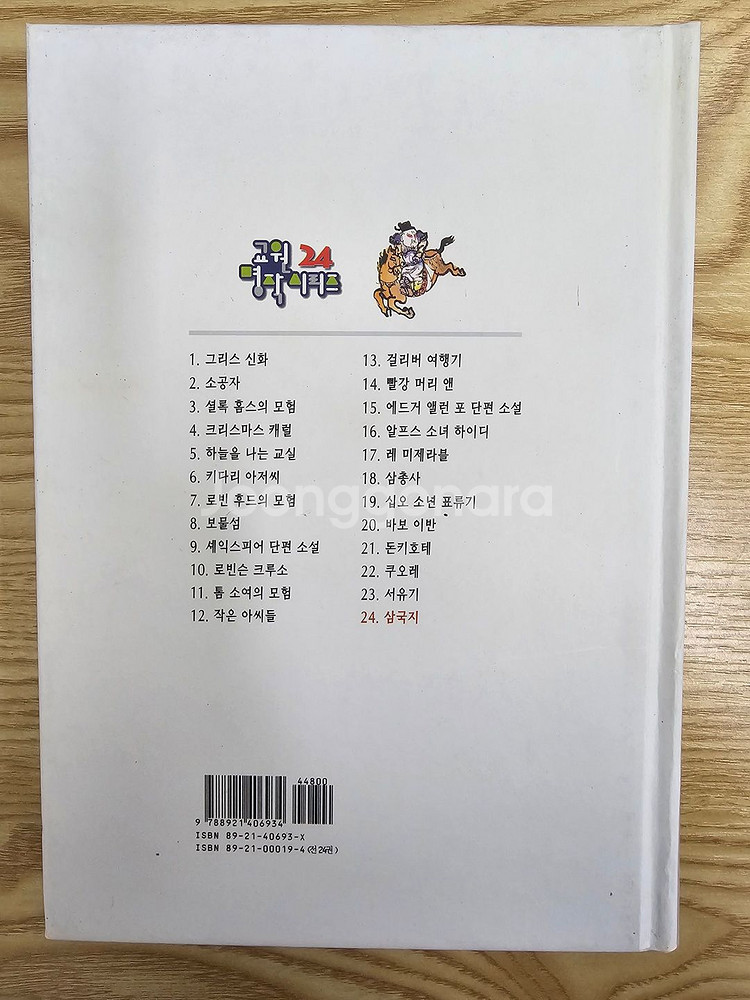 교원 24
명작 시리즈
1. 그리스 신화
2. 소공자
3. 셜록 홈스의 모험
4. 크리스마스 캐럴
5. 하늘을 나는 교실
6. 키다리 아저씨
7. 로빈 후드의 모험
8. 보물섬
9. 셰익스피어 단편 소설
10. 로빈슨 크루소
11. 톰 소여의 모험
12. 작은 아씨들
13. 걸리버 여행기
14. 빨강 머리 앤
15. 에드거 앨런 포 단편 소설
16. 알프스 소녀 하이디
17. 레 미제라블
18. 삼총사
19. 십오 소년 표류기
20. 바보 이반
21. 돈키호테
22. 쿠오레
23. 서유기
24. 삼국지
Joonggonara
44800
9 788921 406934
ISBN 89-21-40693-X
ISBN 89-21-00019-4 (전24권)